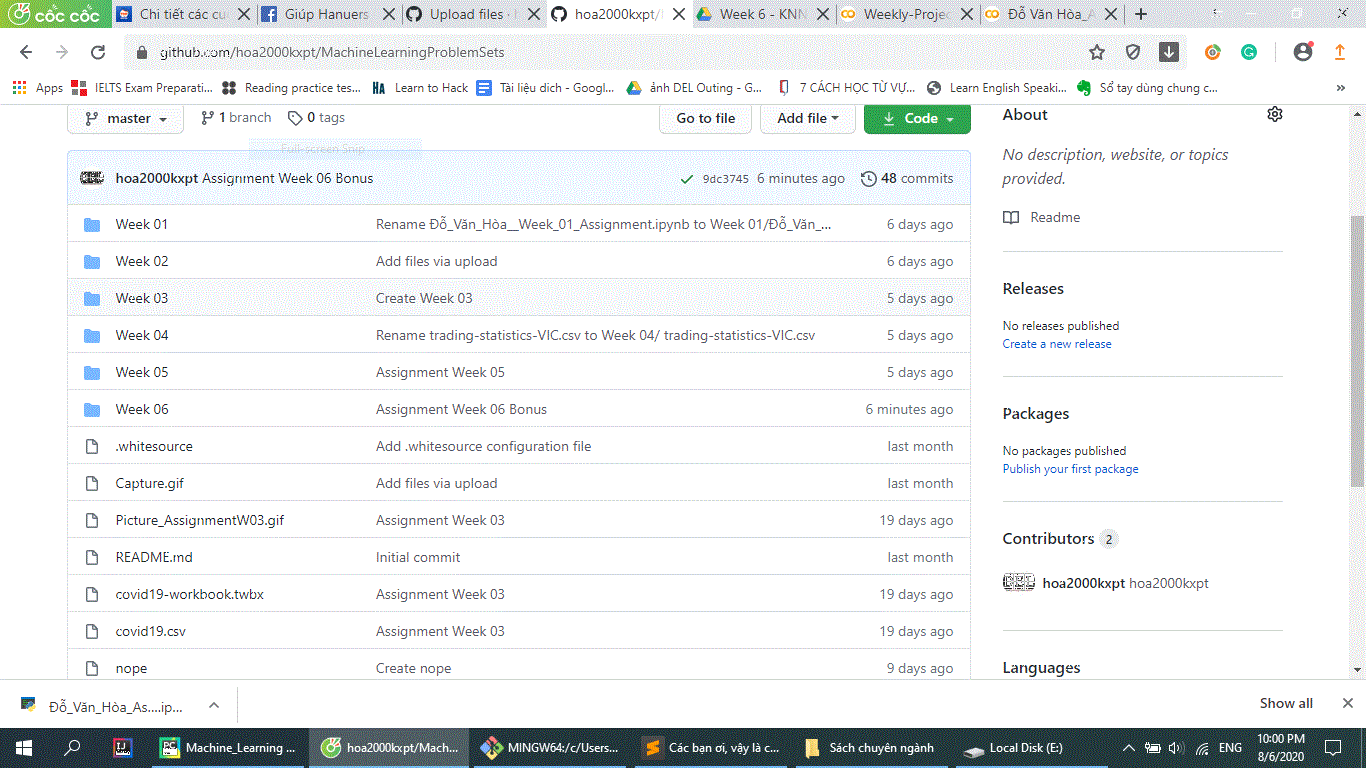 cốc cốc
Chi tiết các cuộ
Giúp Hanuers
Upload files ·
hoa2000kxpt/
Week 6 - KNN
Weekly-Projec
Đỗ Văn Hòa_A
github.com/hoa2000kxpt/MachineLearningProblemSets
Apps
IELTS Exam Preparati...
Reading practice tes...
HA Learn to Hack
Tài liệu dich - Googl...
ảnh DEL Outing - G...
7 CÁCH HỌC TỪ VỰ...
Learn English Speaki...
Sổ tay dùng chung c...
»
master
1 branch
0 tags
Go to file
Add file
Code
Full-screen Snip
hoa2000kxpt Assignment Week 06 Bonus
9dc3745 6 minutes ago
48 commits
Week 01 Rename Đỗ_Văn_Hòa__Week_01_Assignment.ipynb to Week 01/Đỗ_Văn_... 6 days ago
Week 02 Add files via upload 6 days ago
Week 03 Create Week 03 5 days ago
Week 04 Rename trading-statistics-VIC.csv to Week 04/ trading-statistics-VIC.csv 5 days ago
Week 05 Assignment Week 05 5 days ago
Week 06 Assignment Week 06 Bonus 6 minutes ago
.whitesource Add .whitesource configuration file last month
Capture.gif Add files via upload last month
Picture_AssignmentW03.gif Assignment Week 03 19 days ago
README.md Initial commit last month
covid19-workbook.twbx Assignment Week 03 19 days ago
covid19.csv Assignment Week 03 19 days ago
nope Create nope 9 days ago
About
No description, website, or topics
provided.
Readme
Releases
No releases published
Create a new release
Packages
No packages published
Publish your first package
Contributors 2
hoa2000kxpt hoa2000kxpt
Languages
Đỗ_Văn_Hòa_As....ip...
Show all
Machine_Learning ...
hoa2000kxpt/Mach...
MINGW64:/c/Users...
Các bạn ơi, vậy là c...
Sách chuyên ngành
Local Disk (E:)
ENG
10:00 PM
8/6/2020